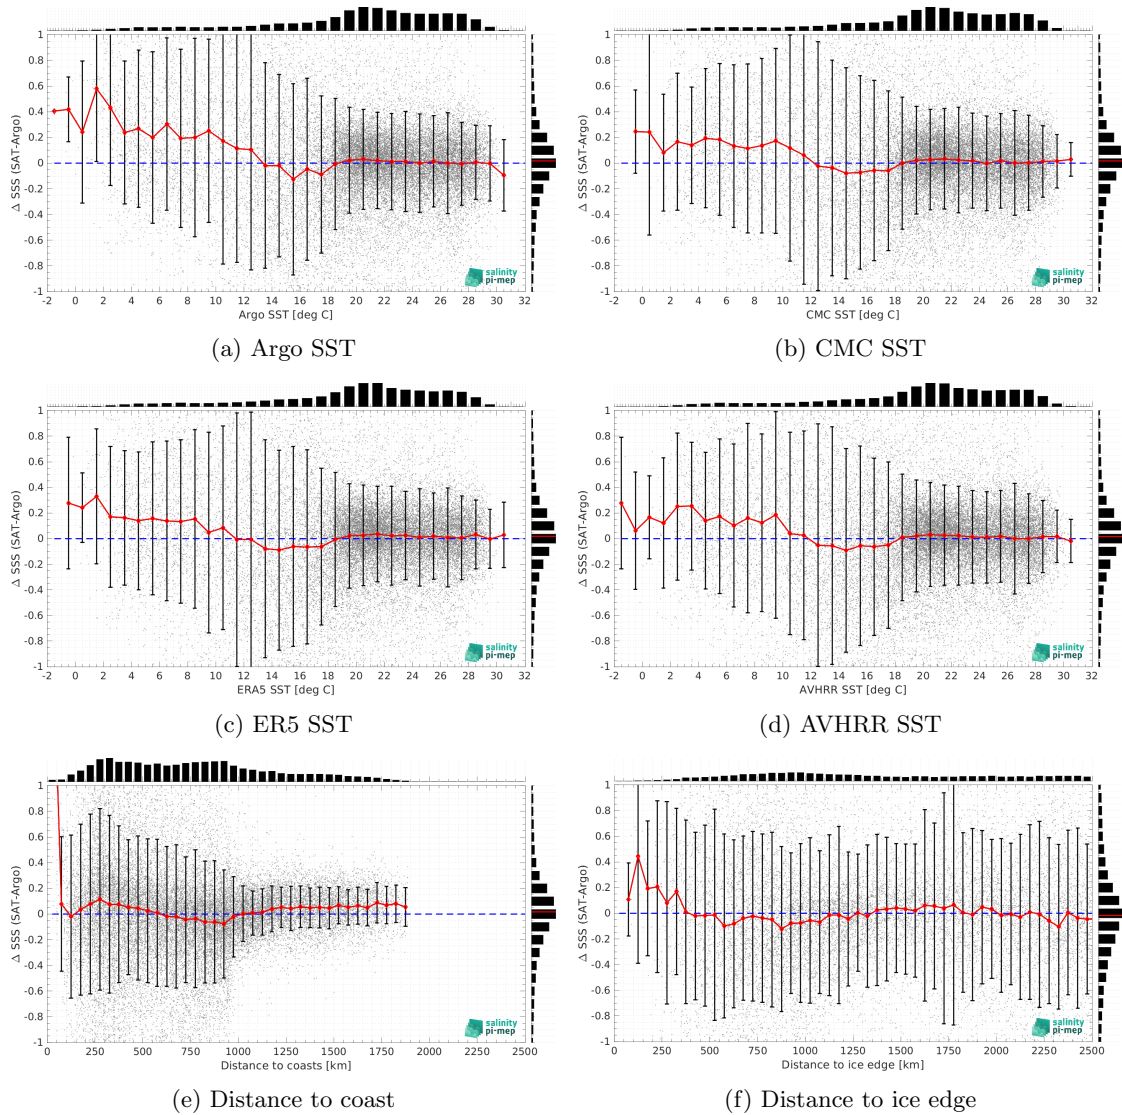 1
0.8
0.6
0.4
0.2
0
-0.2
-0.4
-0.6
-0.8
-1
Δ SSS (SAT-Argo)
salinity
pi-mep
-2 0 2 4 6 8 10 12 14 16 18 20 22 24 26 28 30 32
Argo SST [deg C]
(a) Argo SST
1
0.8
0.6
0.4
0.2
0
-0.2
-0.4
-0.6
-0.8
-1
Δ SSS (SAT-Argo)
salinity
pi-mep
-2 0 2 4 6 8 10 12 14 16 18 20 22 24 26 28 30 32
CMC SST [deg C]
(b) CMC SST
1
0.8
0.6
0.4
0.2
0
-0.2
-0.4
-0.6
-0.8
-1
Δ SSS (SAT-Argo)
salinity
pi-mep
-2 0 2 4 6 8 10 12 14 16 18 20 22 24 26 28 30 32
ERA5 SST [deg C]
(c) ER5 SST
1
0.8
0.6
0.4
0.2
0
-0.2
-0.4
-0.6
-0.8
-1
Δ SSS (SAT-Argo)
salinity
pi-mep
-2 0 2 4 6 8 10 12 14 16 18 20 22 24 26 28 30 32
AVHRR SST [deg C]
(d) AVHRR SST
1
0.8
0.6
0.4
0.2
0
-0.2
-0.4
-0.6
-0.8
-1
Δ SSS (SAT-Argo)
salinity
pi-mep
0 250 500 750 1000 1250 1500 1750 2000 2250 2500
Distance to coasts [km]
(e) Distance to coast
1
0.8
0.6
0.4
0.2
0
-0.2
-0.4
-0.6
-0.8
-1
Δ SSS (SAT-Argo)
salinity
pi-mep
0 250 500 750 1000 1250 1500 1750 2000 2250 2500
Distance to ice edge [km]
(f) Distance to ice edge